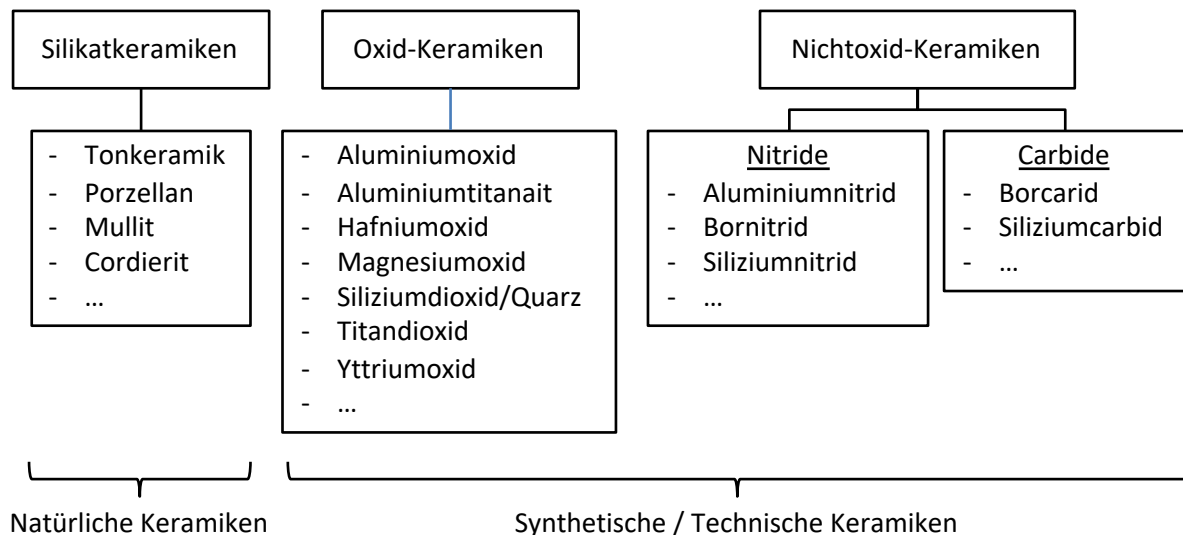 Silikatkeramiken
Oxid-Keramiken
Nichtoxid-Keramiken
- Tonkeramik
- Porzellan
- Mullit
- Cordierit
- …
- Aluminiumoxid
- Aluminiumtitanait
- Hafniumoxid
- Magnesiumoxid
- Siliziumdioxid/Quarz
- Titandioxid
- Yttriumoxid
- …
Nitride
- Aluminiumnitrid
- Bornitrid
- Siliziumnitrid
- …
Carbide
- Borcarid
- Siliziumcarbid
- …
Natürliche Keramiken
Synthetische / Technische Keramiken